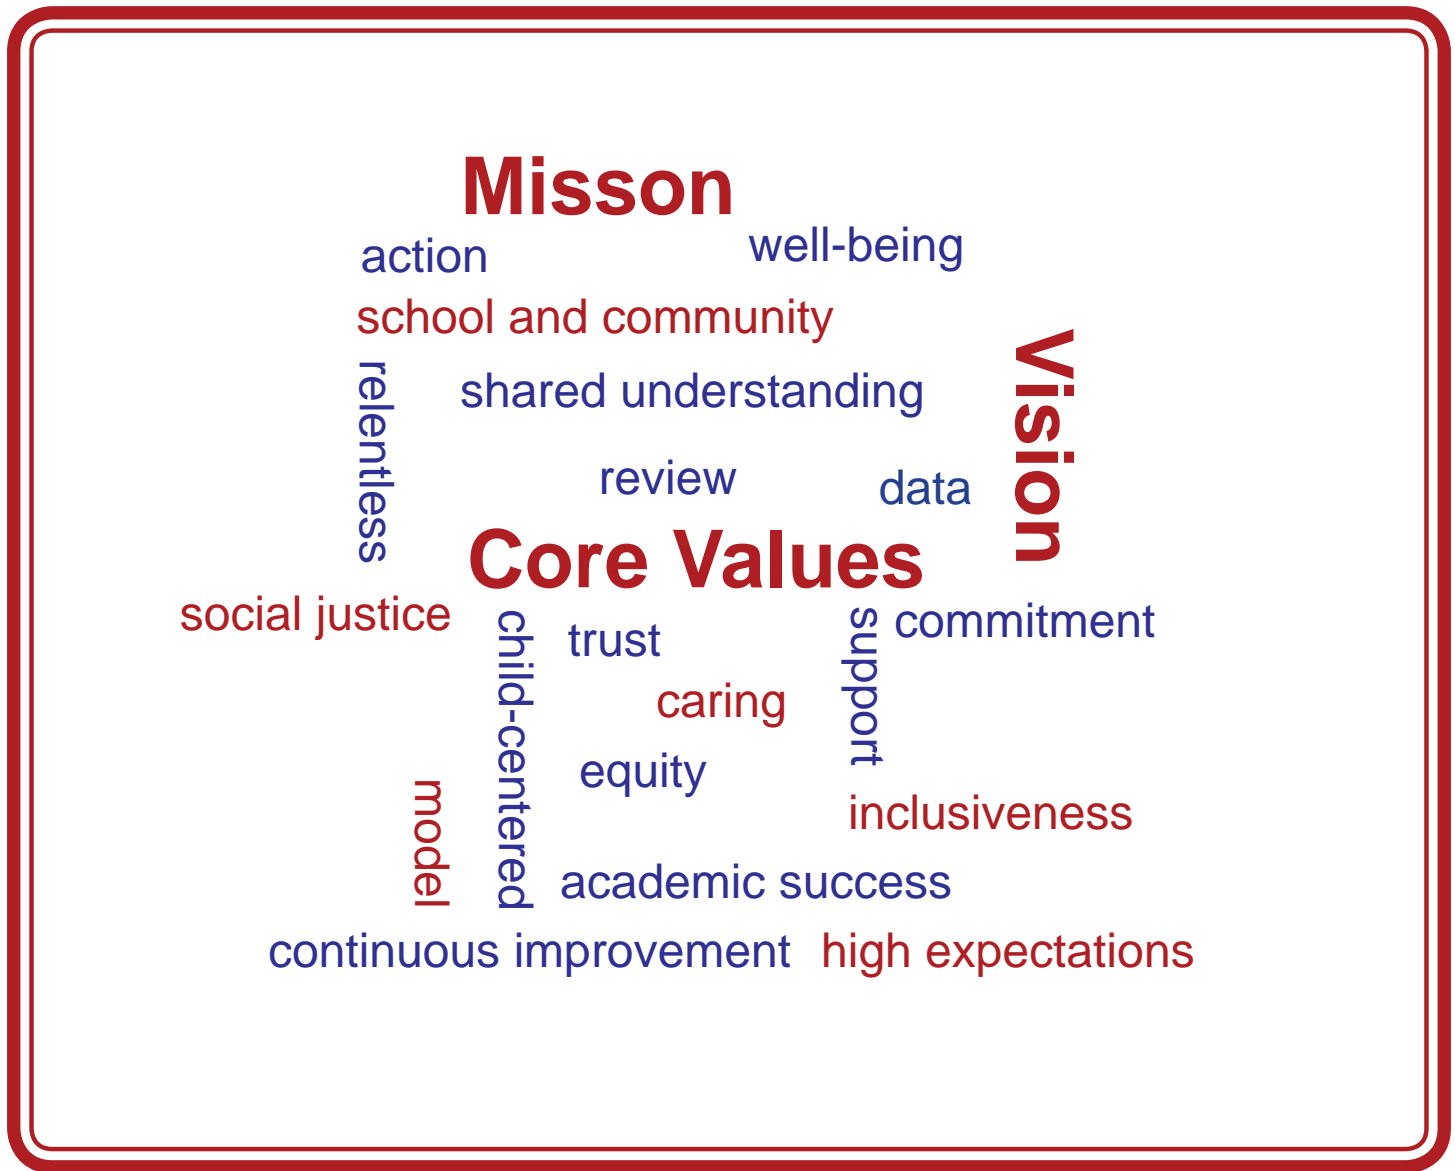 Misson
action
well-being
school and community
relentless
shared understanding
Vision
review
data
Core Values
social justice
child-centered
trust
support
commitment
caring
equity
model
inclusiveness
academic success
continuous improvement
high expectations